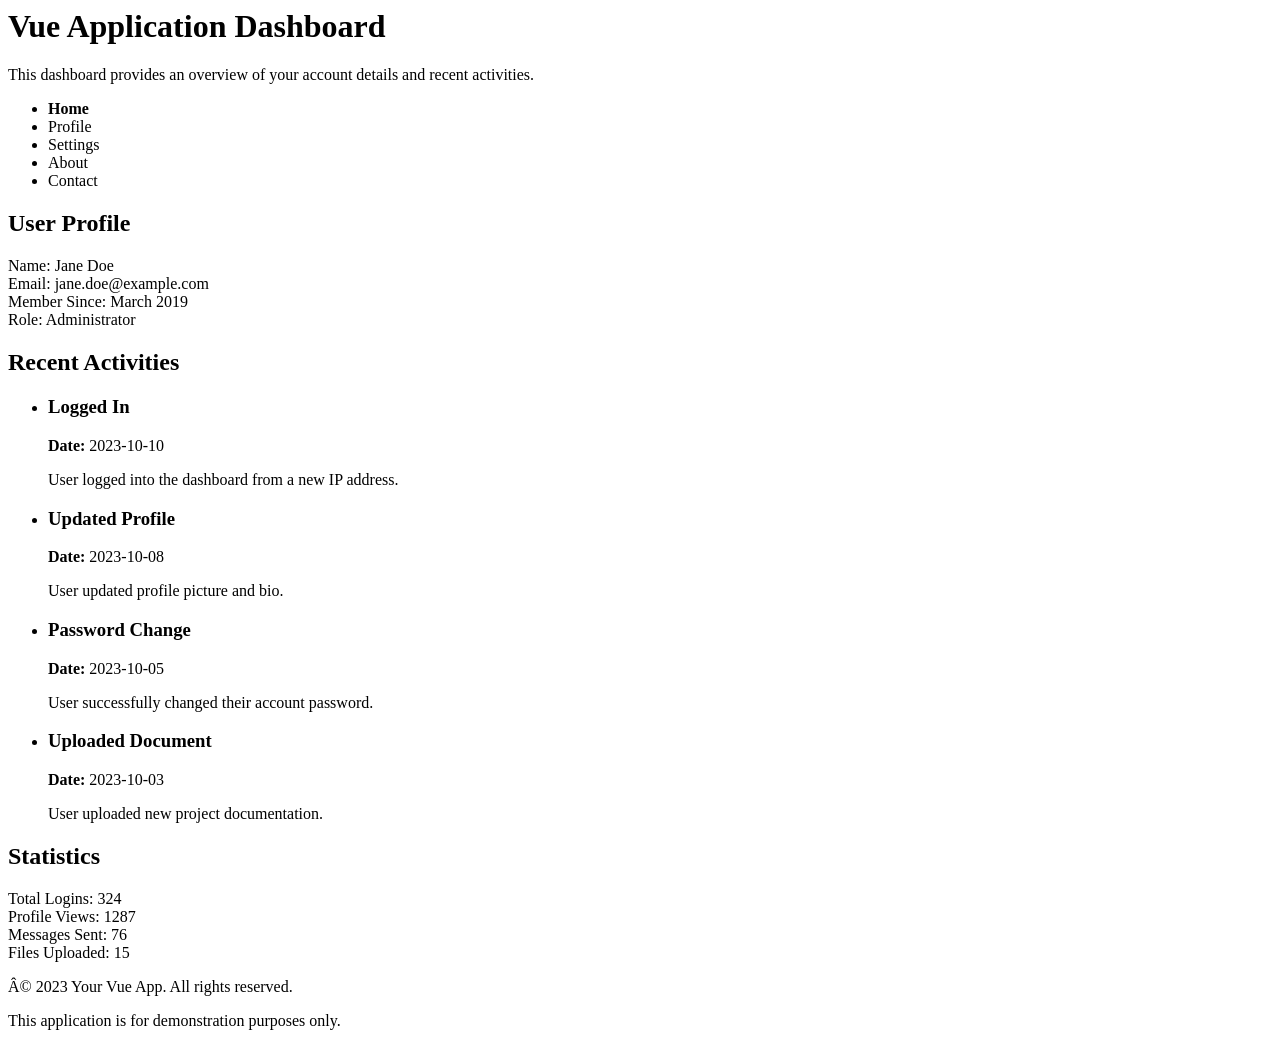 Vue Application Dashboard
This dashboard provides an overview of your account details and recent activities.
Home
Profile
Settings
About
Contact
User Profile
Name: Jane Doe
Email: jane.doe@example.com
Member Since: March 2019
Role: Administrator
Recent Activities
Logged In
Date: 2023-10-10
User logged into the dashboard from a new IP address.
Updated Profile
Date: 2023-10-08
User updated profile picture and bio.
Password Change
Date: 2023-10-05
User successfully changed their account password.
Uploaded Document
Date: 2023-10-03
User uploaded new project documentation.
Statistics
Total Logins: 324
Profile Views: 1287
Messages Sent: 76
Files Uploaded: 15
Â© 2023 Your Vue App. All rights reserved.
This application is for demonstration purposes only.